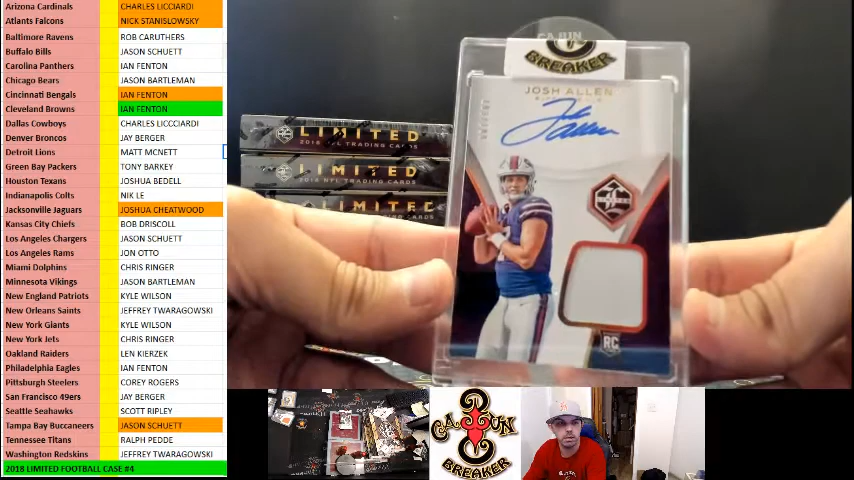 Arizona Cardinals CHARLES LICCIARDI
Atlants Falcons NICK STANISLOWSKY
Baltimore Ravens ROB CARUTHERS
Buffalo Bills JASON SCHUETT
Carolina Panthers IAN FENTON
Chicago Bears JASON BARTLEMAN
Cincinnati Bengals IAN FENTON
Cleveland Browns IAN FENTON
Dallas Cowboys CHARLES LICCCIARDI
Denver Broncos JAY BERGER
Detroit Lions MATT MCNETT
Green Bay Packers TONY BARKEY
Houston Texans JOSHUA BEDELL
Indianapolis Colts NIK LE
Jacksonville Jaguars JOSHUA CHEATWOOD
Kansas City Chiefs BOB DRISCOLL
Los Angeles Chargers JASON SCHUETT
Los Angeles Rams JON OTTO
Miami Dolphins CHRIS RINGER
Minnesota Vikings JASON BARTLEMAN
New England Patriots KYLE WILSON
New Orleans Saints JEFFREY TWARAGOWSKI
New York Giants KYLE WILSON
New York Jets CHRIS RINGER
Oakland Raiders LEN KIERZEK
Philadelphia Eagles IAN FENTON
Pittsburgh Steelers COREY ROGERS
San Francisco 49ers JAY BERGER
Seattle Seahawks SCOTT RIPLEY
Tampa Bay Buccaneers JASON SCHUETT
Tennessee Titans RALPH PEDDE
Washington Redskins JEFFREY TWARAGOWSKI
2018 LIMITED FOOTBALL CASE #4
CAJUN
BREAKER
JOSH ALLEN
Josh Allen
RC
LIMITED
2018 NFL TRADING CARDS
LIMITED
2018 NFL TRADING CARDS
LIMITED
CAJUN
BREAKER